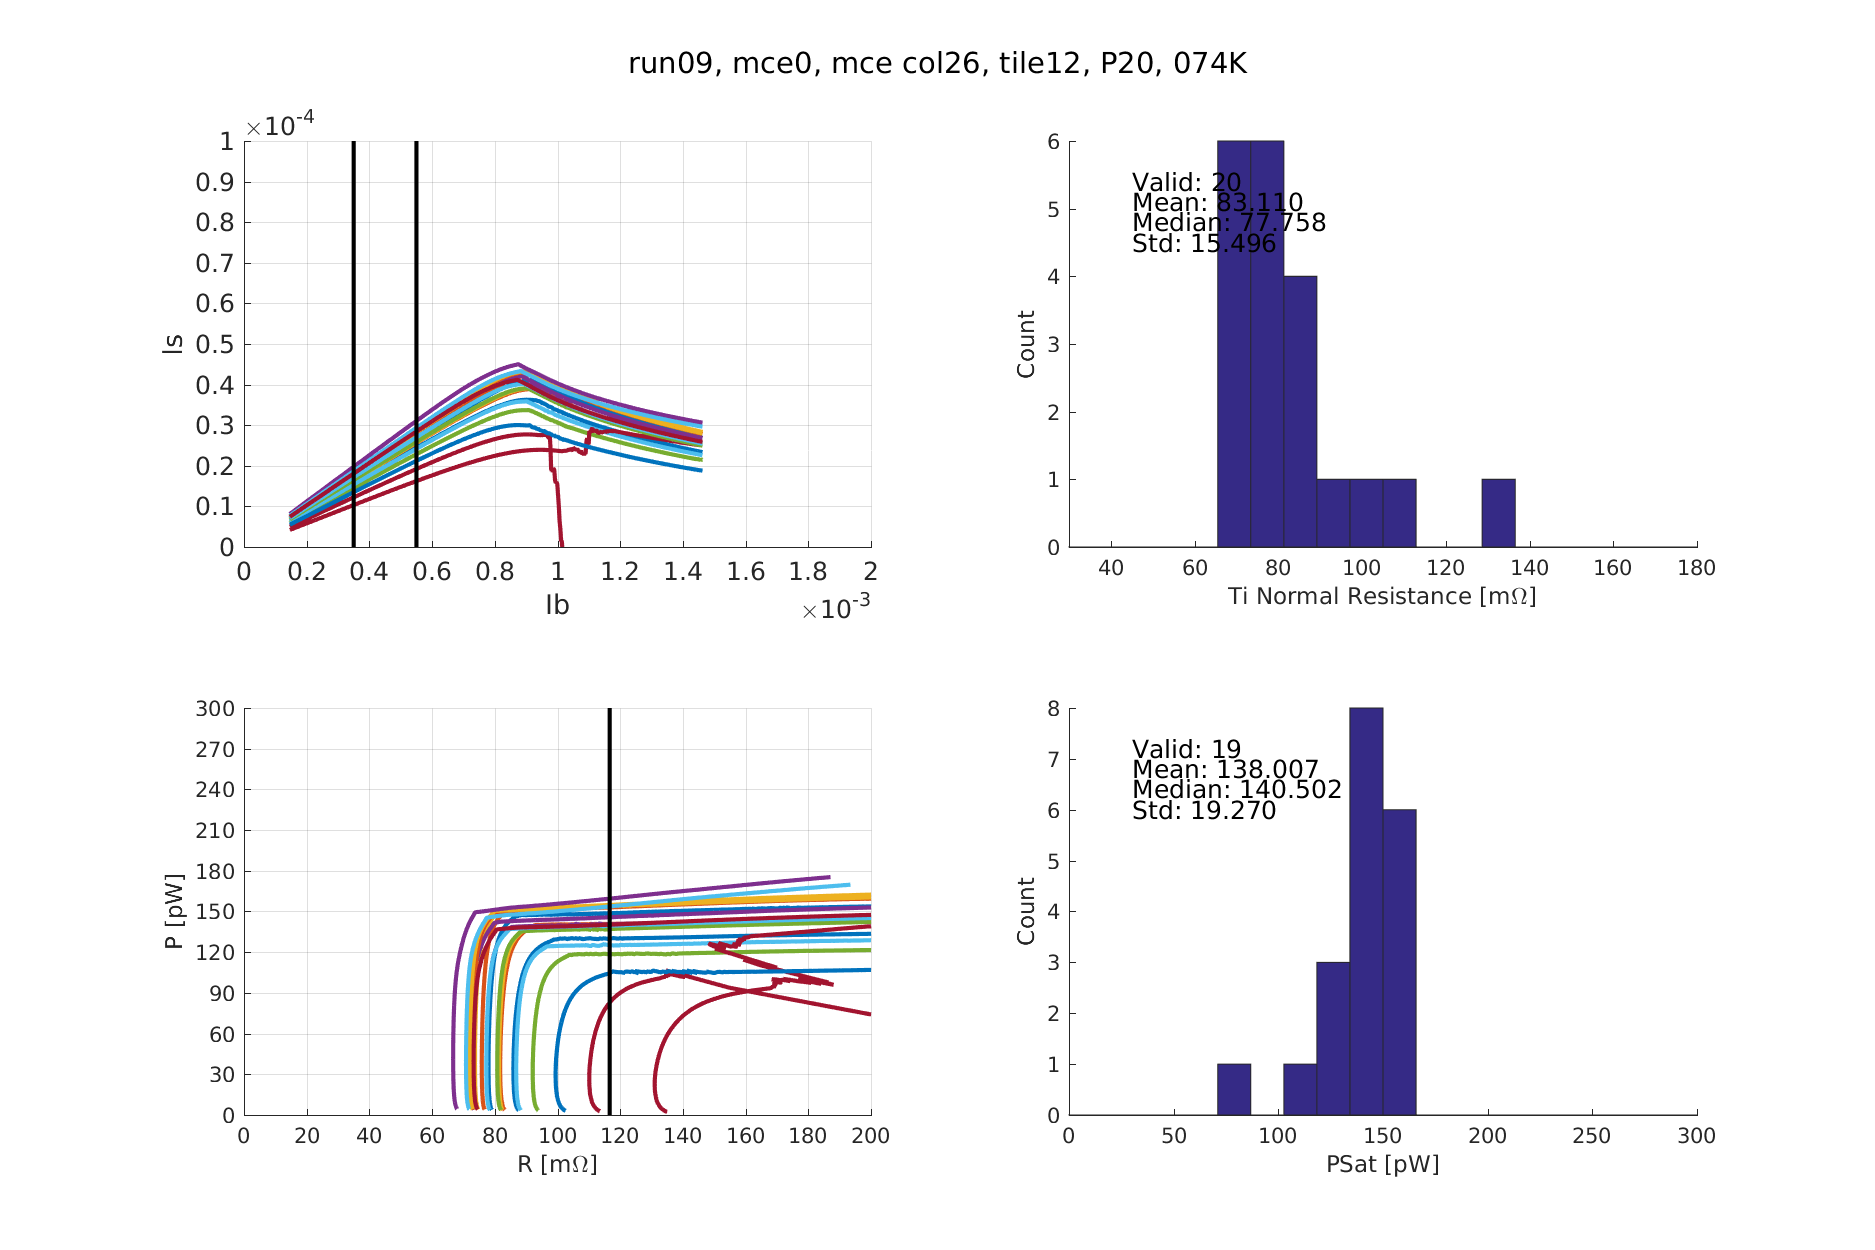 run09, mce0, mce col26, tile12, P20, 074K
×10-4
1
0.9
0.8
0.7
0.6
0.5
0.4
0.3
0.2
0.1
0
Is
0 0.2 0.4 0.6 0.8 1 1.2 1.4 1.6 1.8 2
Ib
×10-3
6
5
4
3
2
1
0
Count
Valid: 20
Mean: 83.110
Median: 77.758
Std: 15.496
40 60 80 100 120 140 160 180
Ti Normal Resistance [mΩ]
300
270
240
210
180
150
120
90
60
30
0
P [pW]
0 20 40 60 80 100 120 140 160 180 200
R [mΩ]
8
7
6
5
4
3
2
1
0
Count
Valid: 19
Mean: 138.007
Median: 140.502
Std: 19.270
0 50 100 150 200 250 300
PSat [pW]